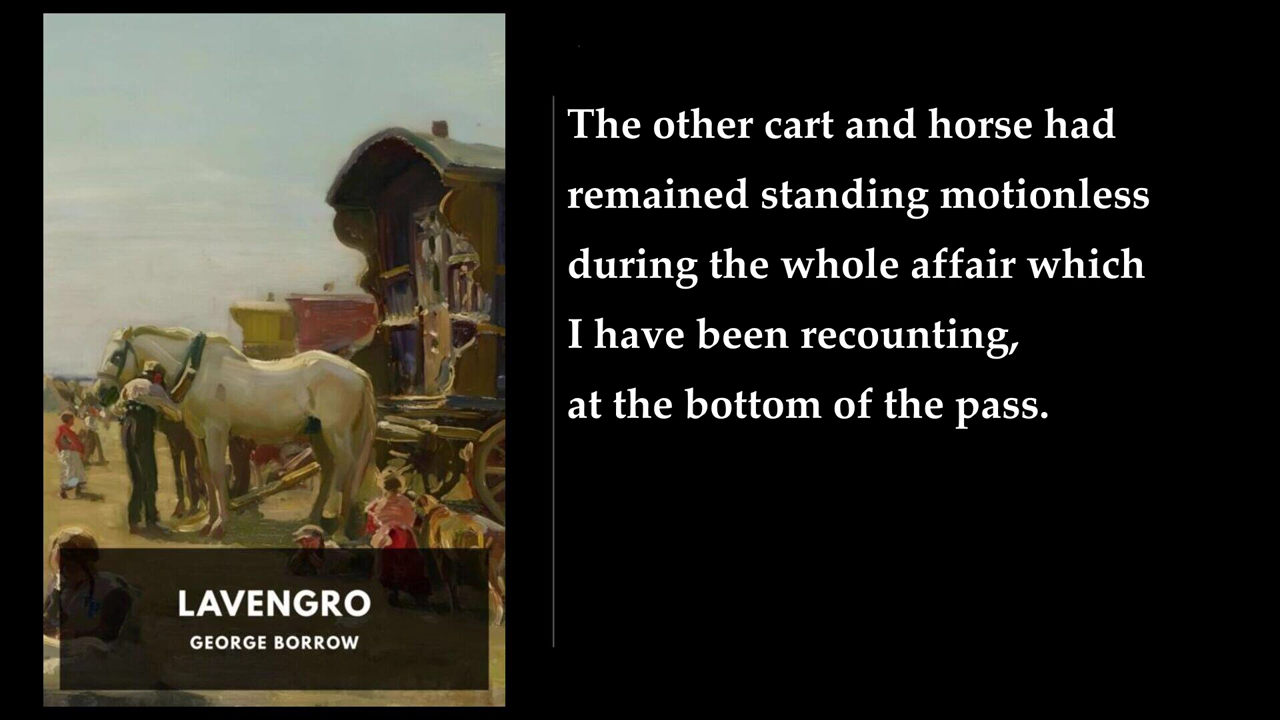 The other cart and horse had
remained standing motionless
during the whole affair which
I have been recounting,
at the bottom of the pass.
LAVENGRO
GEORGE BORROW